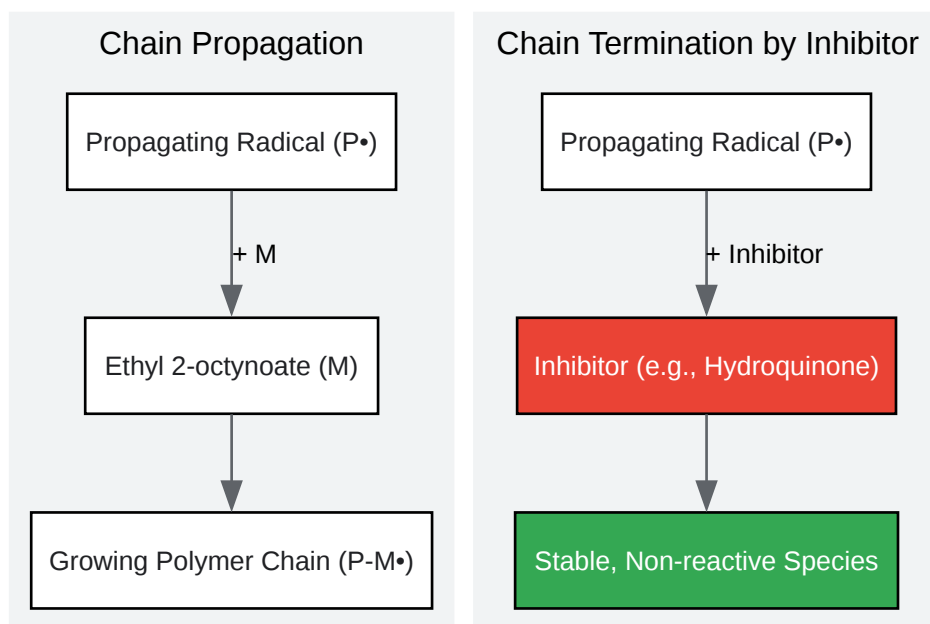 Chain Propagation
Propagating Radical (P•)
+ M
Ethyl 2-octynoate (M)
Growing Polymer Chain (P-M•)
Chain Termination by Inhibitor
Propagating Radical (P•)
+ Inhibitor
Inhibitor (e.g., Hydroquinone)
Stable, Non-reactive Species